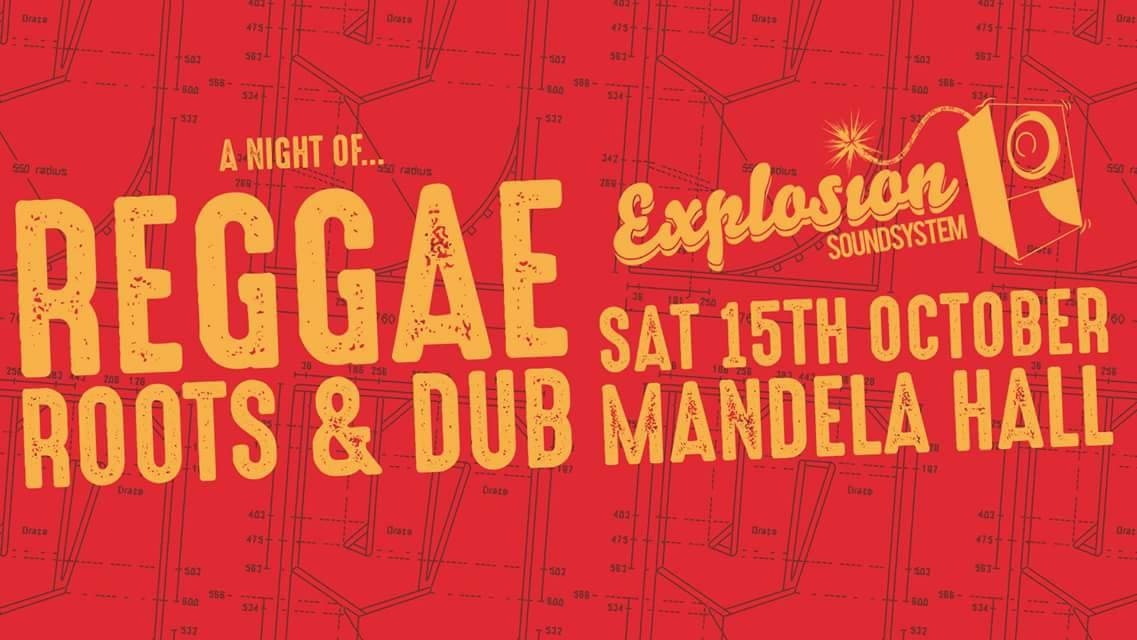 A NIGHT OF...
REGGAE
ROOTS & DUB
Explosion
SOUNDSYSTEM
SAT 15TH OCTOBER
MANDELA HALL